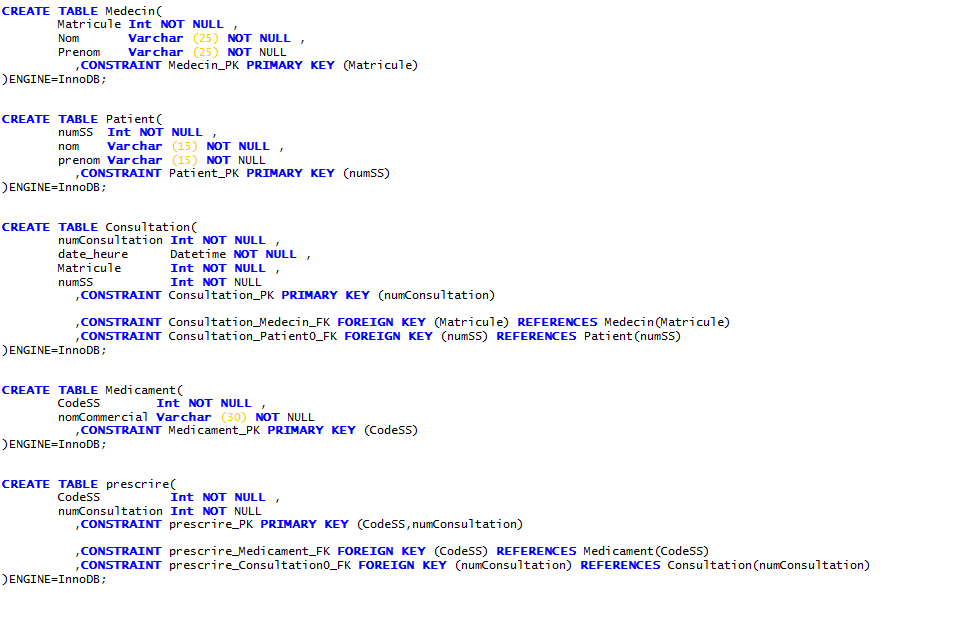 CREATE TABLE Medecin(
Matricule Int NOT NULL ,
Nom Varchar (25) NOT NULL ,
Prenom Varchar (25) NOT NULL
,CONSTRAINT Medecin_PK PRIMARY KEY (Matricule)
)ENGINE=InnoDB;
CREATE TABLE Patient(
numSS Int NOT NULL ,
nom Varchar (15) NOT NULL ,
prenom Varchar (15) NOT NULL
,CONSTRAINT Patient_PK PRIMARY KEY (numSS)
)ENGINE=InnoDB;
CREATE TABLE Consultation(
numConsultation Int NOT NULL ,
date_heure Datetime NOT NULL ,
Matricule Int NOT NULL ,
numSS Int NOT NULL
,CONSTRAINT Consultation_PK PRIMARY KEY (numConsultation)
,CONSTRAINT Consultation_Medecin_FK FOREIGN KEY (Matricule) REFERENCES Medecin(Matricule)
,CONSTRAINT Consultation_Patient0_FK FOREIGN KEY (numSS) REFERENCES Patient(numSS)
)ENGINE=InnoDB;
CREATE TABLE Medicament(
CodeSS Int NOT NULL ,
nomCommercial Varchar (30) NOT NULL
,CONSTRAINT Medicament_PK PRIMARY KEY (CodeSS)
)ENGINE=InnoDB;
CREATE TABLE prescrire(
CodeSS Int NOT NULL ,
numConsultation Int NOT NULL
,CONSTRAINT prescrire_PK PRIMARY KEY (CodeSS,numConsultation)
,CONSTRAINT prescrire_Medicament_FK FOREIGN KEY (CodeSS) REFERENCES Medicament(CodeSS)
,CONSTRAINT prescrire_Consultation0_FK FOREIGN KEY (numConsultation) REFERENCES Consultation(numConsultation)
)ENGINE=InnoDB;